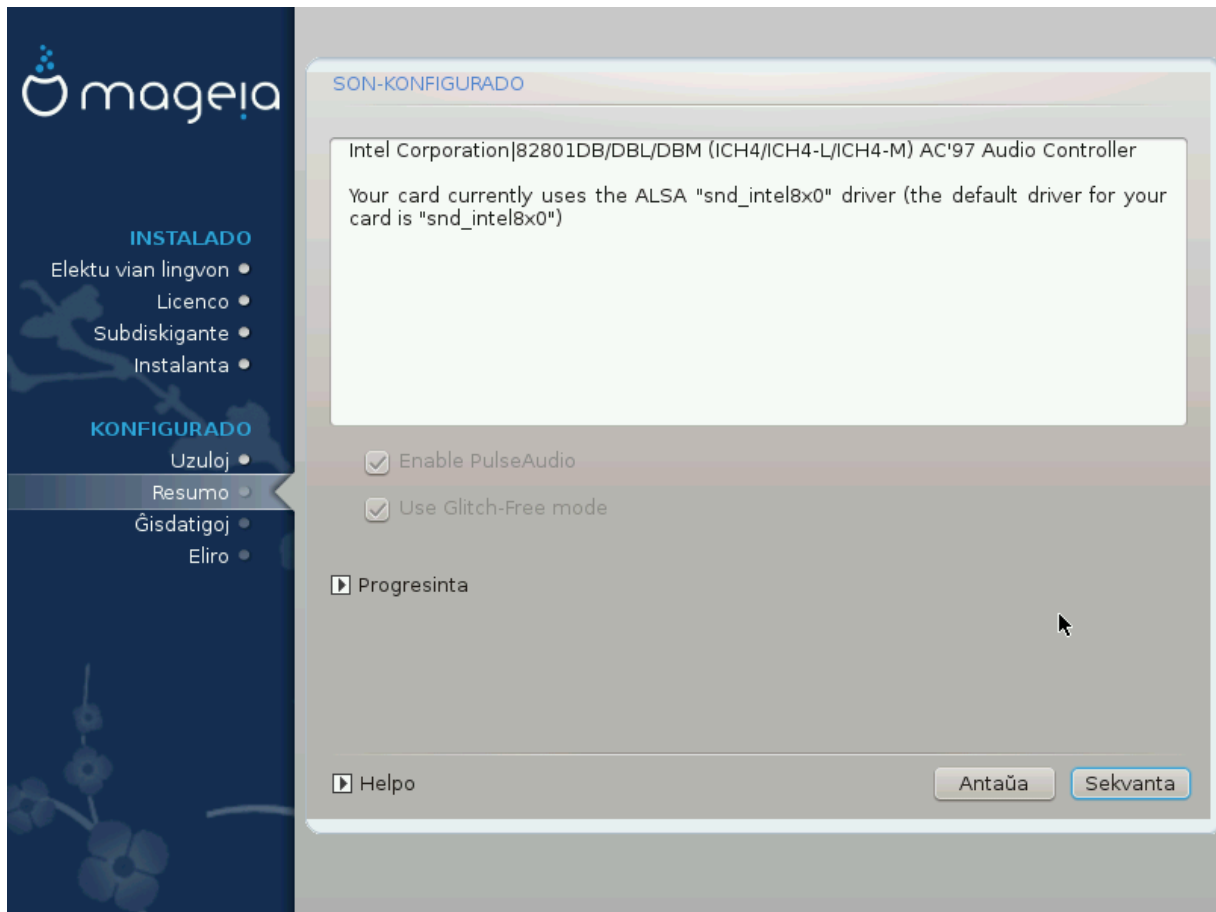 mageia
INSTALADO
Elektu vian lingvon
Licenco
Subdiskigante
Instalanta
KONFIGURADO
Uzuloj
Resumo
Ĝisdatigoj
Eliro
SON-KONFIGURADO
Intel Corporation|82801DB/DBL/DBM (ICH4/ICH4-L/ICH4-M) AC'97 Audio Controller
Your card currently uses the ALSA "snd_intel8x0" driver (the default driver for your
card is "snd_intel8x0")
Enable PulseAudio
Use Glitch-Free mode
Progresinta
Helpo
Antaŭa
Sekvanta